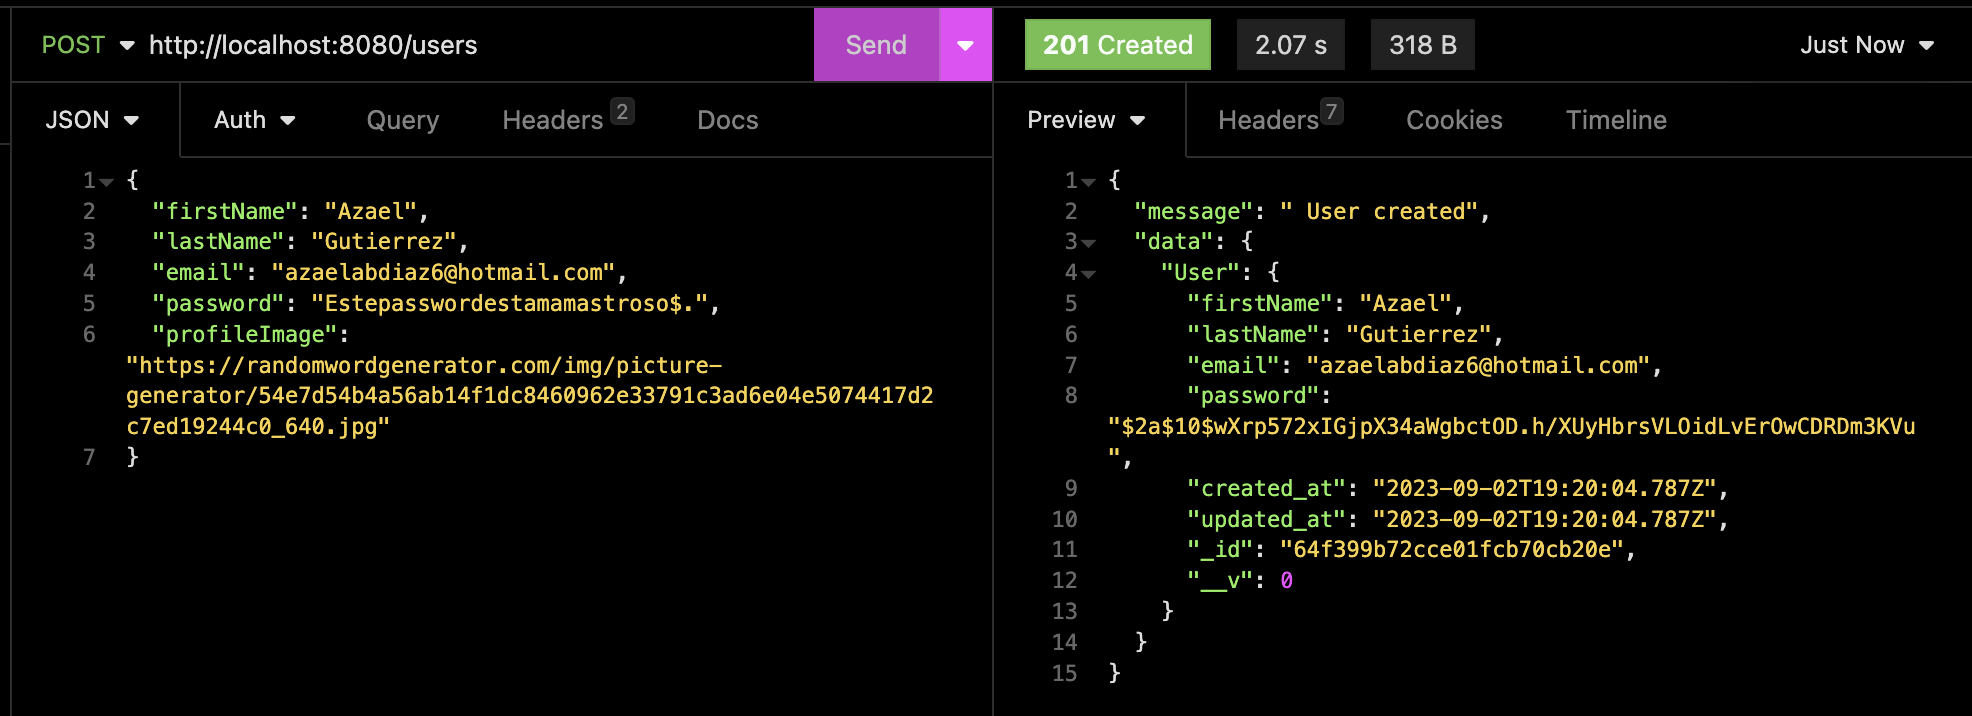 POST http://localhost:8080/users Send
JSON Auth Query Headers 2 Docs
1 {
2 "firstName": "Azael",
3 "lastName": "Gutierrez",
4 "email": "azaelabdiaz6@hotmail.com",
5 "password": "Estepasswordestamamastroso$.",
6 "profileImage":
"https://randomwordgenerator.com/img/picture-
generator/54e7d54b4a56ab14f1dc8460962e33791c3ad6e04e5074417d2
c7ed19244c0_640.jpg"
7 }
201 Created 2.07 s 318 B Just Now
Preview Headers 7 Cookies Timeline
1 {
2 "message": " User created",
3 "data": {
4 "User": {
5 "firstName": "Azael",
6 "lastName": "Gutierrez",
7 "email": "azaelabdiaz6@hotmail.com",
8 "password":
"$2a$10$wXrp572xIGjpX34aWgbctOD.h/XUyHbrsVLOidLvErOwCDRDm3KVu
",
9 "created_at": "2023-09-02T19:20:04.787Z",
10 "updated_at": "2023-09-02T19:20:04.787Z",
11 "_id": "64f399b72cce01fcb70cb20e",
12 "__v": 0
13 }
14 }
15 }